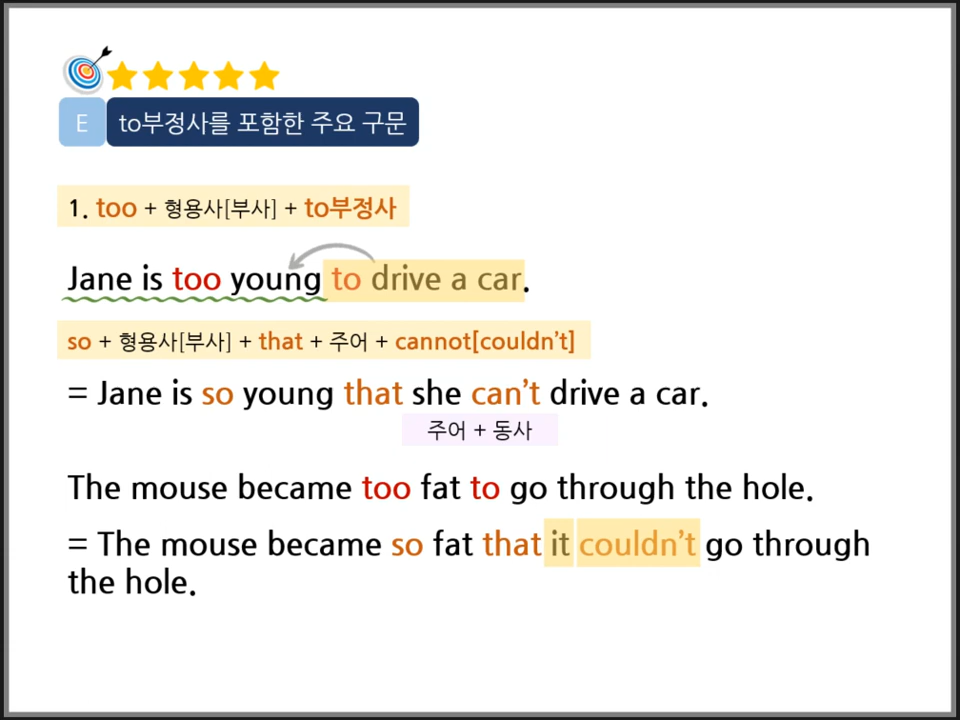 E to부정사를 포함한 주요 구문
1. too + 형용사[부사] + to부정사
Jane is too young to drive a car.
so + 형용사[부사] + that + 주어 + cannot[couldn't]
= Jane is so young that she can't drive a car.
주어 + 동사
The mouse became too fat to go through the hole.
= The mouse became so fat that it couldn't go through
the hole.